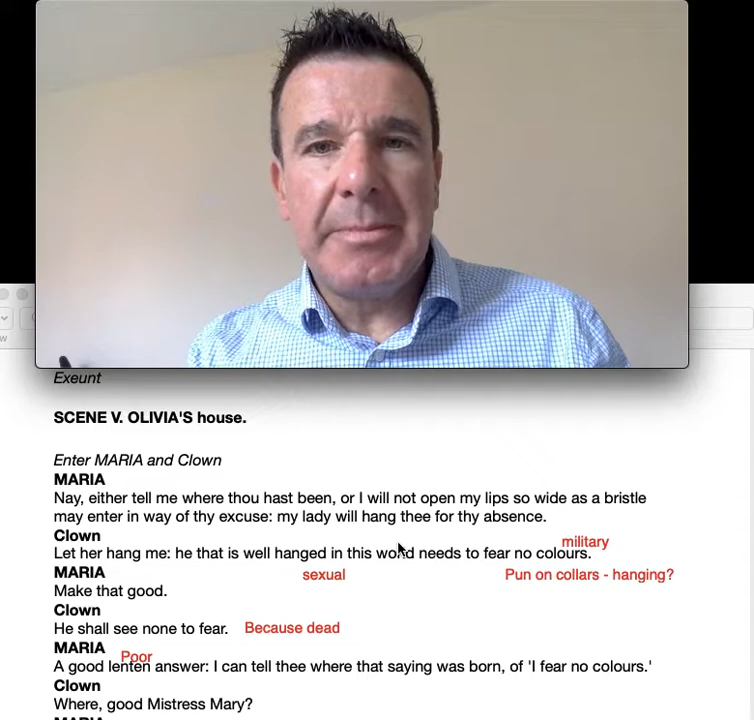 w
Exeunt
SCENE V. OLIVIA'S house.
Enter MARIA and Clown
MARIA
Nay, either tell me where thou hast been, or I will not open my lips so wide as a bristle
may enter in way of thy excuse: my lady will hang thee for thy absence.
Clown
military
Let her hang me: he that is well hanged in this world needs to fear no colours.
MARIA
sexual
Pun on collars - hanging?
Make that good.
Clown
He shall see none to fear. Because dead
MARIA
Poor
A good lenten answer: I can tell thee where that saying was born, of 'I fear no colours.'
Clown
Where, good Mistress Mary?
MARIA